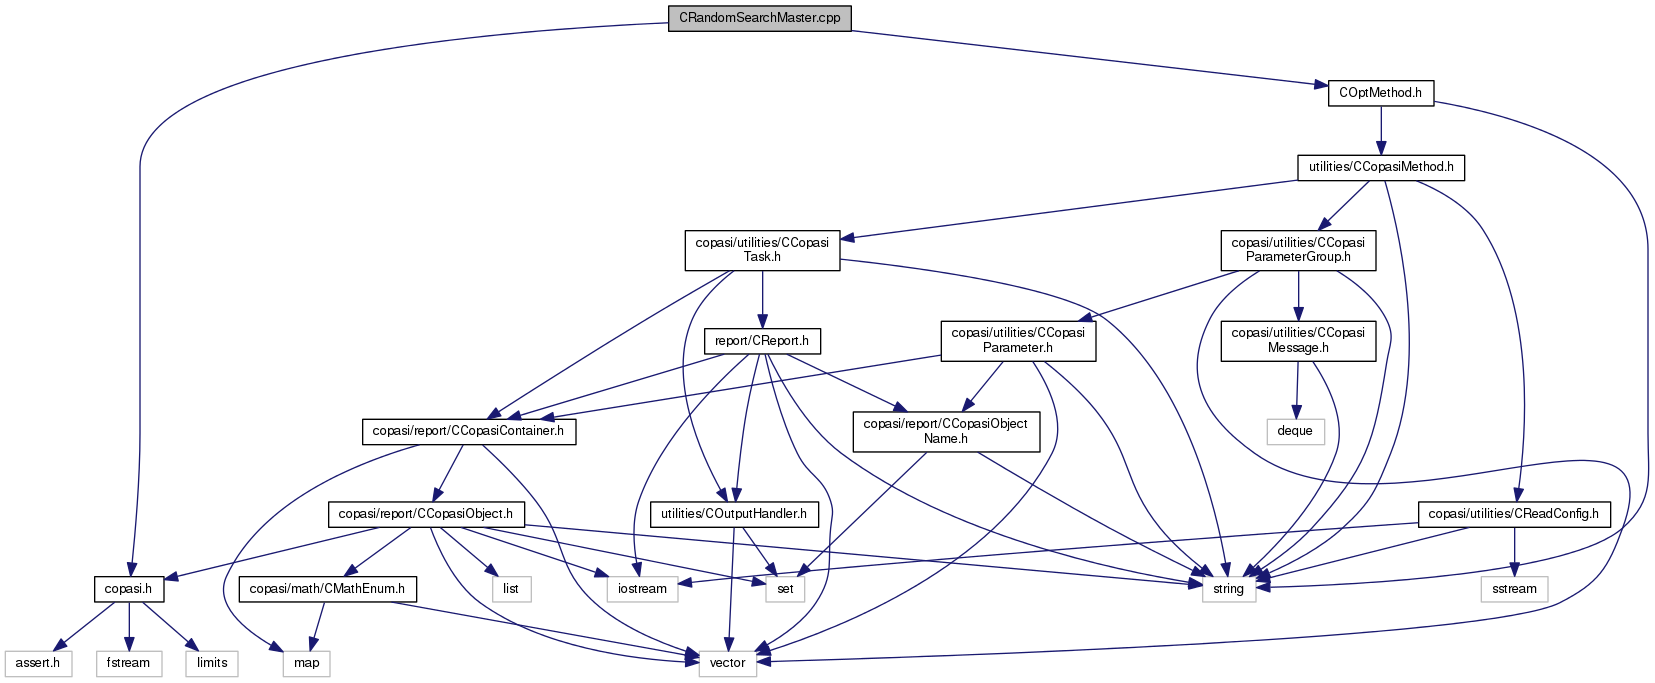 CRandomSearchMaster.cpp
COptMethod.h
utilities/CCopasiMethod.h
copasi/utilities/CCopasi
Task.h
copasi/utilities/CCopasi
ParameterGroup.h
report/CReport.h
copasi/utilities/CCopasi
Parameter.h
copasi/utilities/CCopasi
Message.h
copasi/report/CCopasiContainer.h
copasi/report/CCopasiObject
Name.h
deque
copasi/report/CCopasiObject.h
utilities/COutputHandler.h
copasi/utilities/CReadConfig.h
copasi.h
copasi/math/CMathEnum.h
list
iostream
set
string
sstream
assert.h
fstream
limits
map
vector